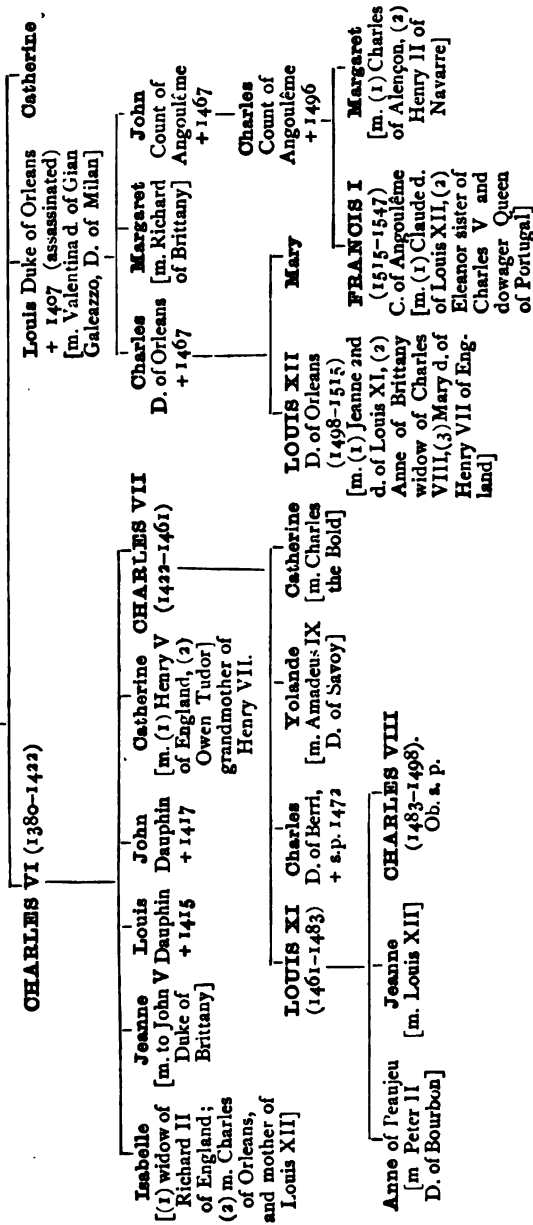 CHARLES VI (1380-1422)
Louis Duke of Orleans
+ 1407 (assassinated)
[m. Valentina d. of Gian
Galeazzo, D. of Milan]
Catherine
Isabelle
[(1) widow of
Richard II
of England;
(2) m. Charles
of Orleans,
and mother of
Louis XII]
Jeanne
[m. to John V
Duke of
Brittany]
Louis
Dauphin
+ 1415
John
Dauphin
+ 1417
Catherine
[m. (1) Henry V
of England, (2)
Owen Tudor]
grandmother of
Henry VII.
CHARLES VII
(1422-1461)
Charles
D. of Orleans
+ 1467
Margaret
[m. Richard
of Brittany]
John
Count of
Angoulême
+ 1467
LOUIS XI
(1461-1483)
Charles
D. of Berri,
+ s.p. 1472
Yolande
[m. Amadeus IX
D. of Savoy]
Catherine
[m. Charles
the Bold]
LOUIS XII
D. of Orleans
(1498-1515)
[m. (1) Jeanne 2nd
d. of Louis XI, (2)
Anne of Brittany
widow of Charles
VIII, (3) Mary d. of
Henry VII of Eng-
land]
Mary
Charles
Count of
Angoulême
+ 1496
Anne of Peaujeu
[m Peter II
D. of Bourbon]
Jeanne
[m. Louis XII]
CHARLES VIII
(1483-1498).
Ob. s. p.
FRANCIS I
(1515-1547)
C. of Angoulême
[m. (1) Claude d.
of Louis XII, (2)
Eleanor sister of
Charles V and
dowager Queen
of Portugal]
Margaret
[m. (1) Charles
of Alençon, (2)
Henry II of
Navarre]